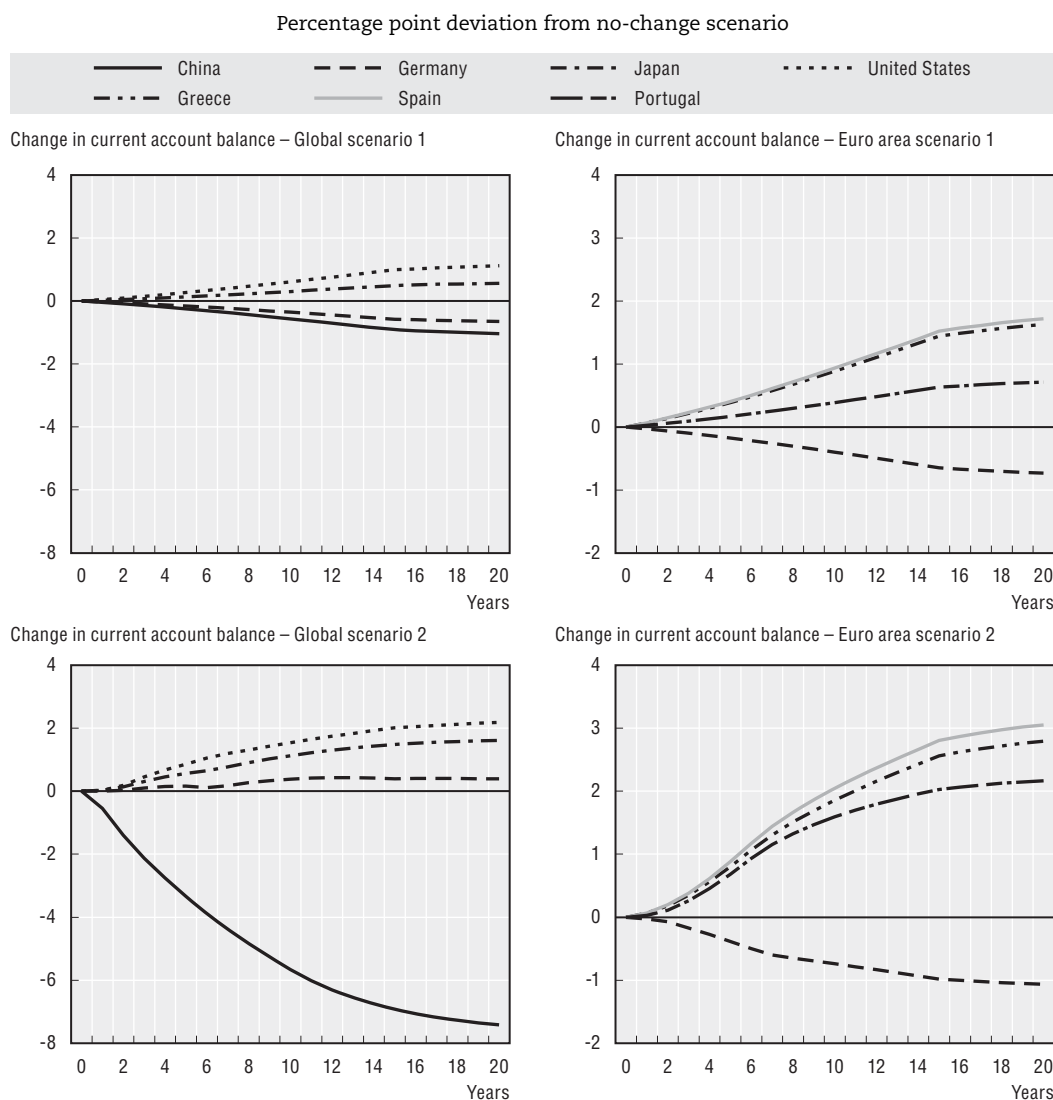 Percentage point deviation from no-change scenario
China Germany Japan United States
Greece Spain Portugal
Change in current account balance – Global scenario 1
4
2
0
-2
-4
-6
-8
0 2 4 6 8 10 12 14 16 18 20
Years
Change in current account balance – Euro area scenario 1
4
3
2
1
0
-1
-2
0 2 4 6 8 10 12 14 16 18 20
Years
Change in current account balance – Global scenario 2
4
2
0
-2
-4
-6
-8
0 2 4 6 8 10 12 14 16 18 20
Years
Change in current account balance – Euro area scenario 2
4
3
2
1
0
-1
-2
0 2 4 6 8 10 12 14 16 18 20
Years